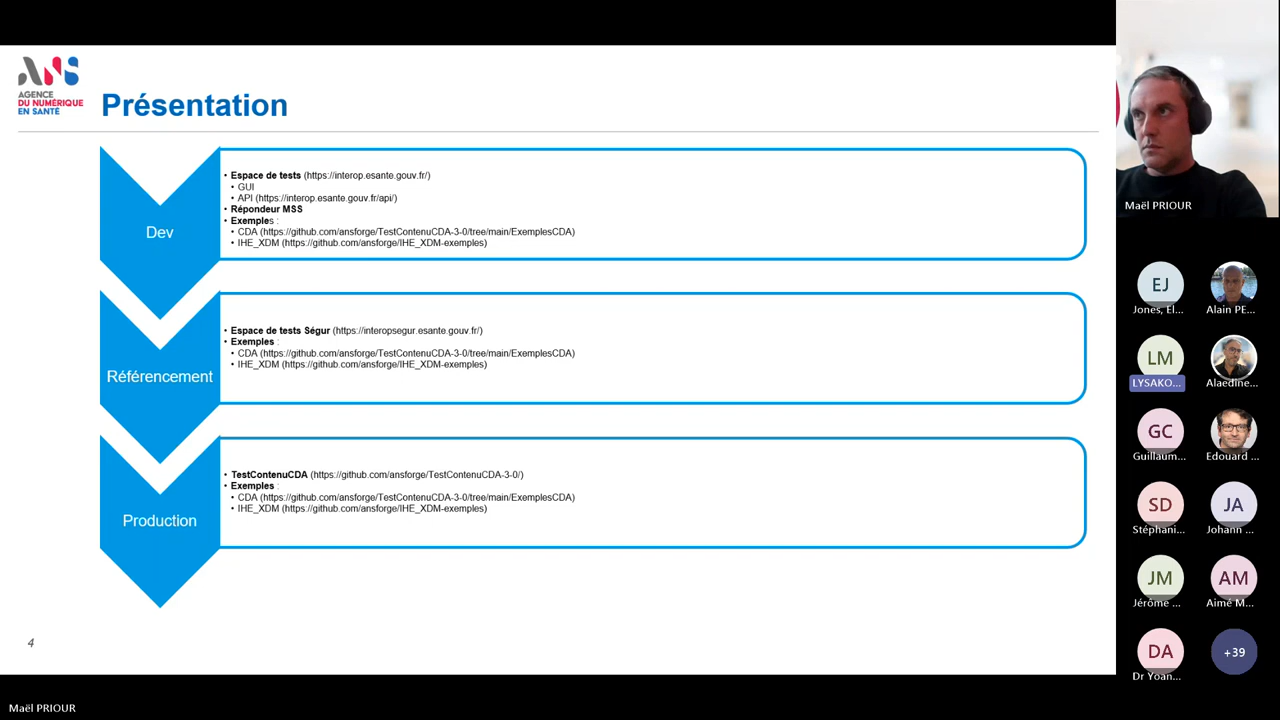 ANS
AGENCE
DU NUMÉRIQUE
EN SANTÉ
Présentation
Dev
• Espace de tests (https://interop.esante.gouv.fr/)
• GUI
• API (https://interop.esante.gouv.fr/api/)
• Répondeur MSS
• Exemples :
• CDA (https://github.com/ansforge/TestContenuCDA-3-0/tree/main/ExemplesCDA)
• IHE_XDM (https://github.com/ansforge/IHE_XDM-exemples)
Référencement
• Espace de tests Ségur (https://interopsegur.esante.gouv.fr/)
• Exemples :
• CDA (https://github.com/ansforge/TestContenuCDA-3-0/tree/main/ExemplesCDA)
• IHE_XDM (https://github.com/ansforge/IHE_XDM-exemples)
Production
• TestContenuCDA (https://github.com/ansforge/TestContenuCDA-3-0/)
• Exemples :
• CDA (https://github.com/ansforge/TestContenuCDA-3-0/tree/main/ExemplesCDA)
• IHE_XDM (https://github.com/ansforge/IHE_XDM-exemples)
4
Maël PRIOUR
EJ
Jones, El...
Alain PE...
LM
LYSAKO...
Alaedine...
GC
Guillaum...
Edouard ...
SD
Stéphani...
JA
Johann ...
JM
Jérôme ...
AM
Aimé M...
DA
Dr Yoan...
+39
Maël PRIOUR